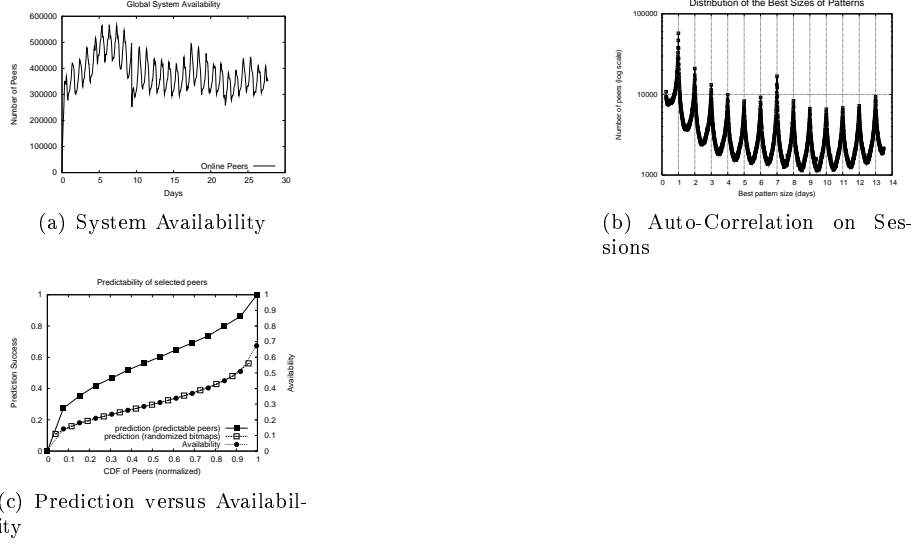 Global System Availability
600000
500000
400000
300000
200000
100000
0
Number of Peers
Online Peers
0 5 10 15 20 25 30
Days
(a) System Availability
Distribution of the Best Sizes of Patterns
100000
10000
1000
Number of peers (log scale)
0 1 2 3 4 5 6 7 8 9 10 11 12 13 14
Best pattern size (days)
(b) Auto-Correlation on Ses-
sions
Predictability of selected peers
1
0.8
0.6
0.4
0.2
0
Prediction Success
1
0.9
0.8
0.7
0.6
0.5
0.4
0.3
0.2
0.1
0
Availability
prediction (predictable peers)
prediction (randomized bitmaps)
Availability
0 0.1 0.2 0.3 0.4 0.5 0.6 0.7 0.8 0.9 1
CDF of Peers (normalized)
(c) Prediction versus Availabil-
ity